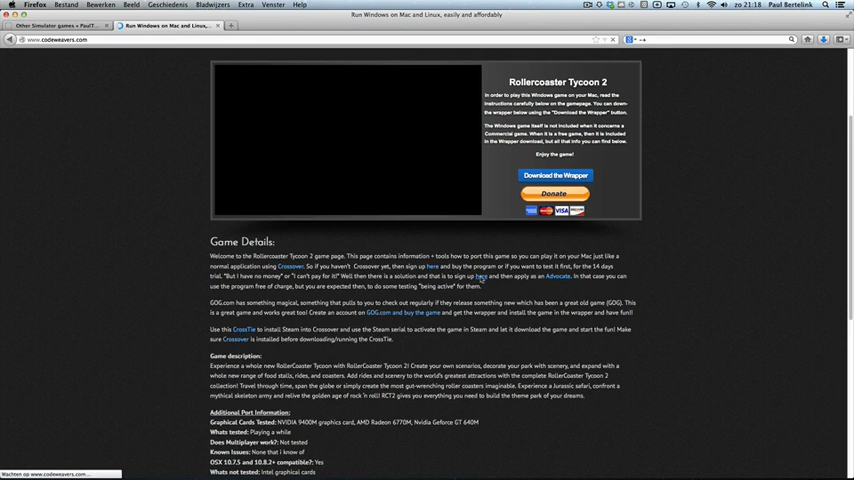 Firefox Bestand Bewerken Beeld Geschiedenis Bladwijzers Extra Venster Help zo 21:18 Paul Bertelink
Run Windows on Mac and Linux, easily and affordably
Other Simulator games « PaulT... Run Windows on Mac and Linux,...
www.codeweavers.com
Rollercoaster Tycoon 2
In order to play this Windows game on your Mac, read the
instructions carefully below on the gamepage. You can down-
the wrapper below using the "Download the Wrapper" button.
The Windows game itself is not included when it concerns a
Commercial game. When it is a free game, then it is included
in the Wrapper download, but all that info you can find below.
Enjoy the game!
Download the Wrapper
Donate
VISA
Game Details:
Welcome to the Rollercoaster Tycoon 2 game page. This page contains information + tools how to port this game so you can play it on your Mac just like a
normal application using Crossover. So if you haven't Crossover yet, then sign up here and buy the program or if you want to test it first, for the 14 days
trial. "But i have no money" or "I can't pay for it!" Well then there is a solution and that is to sign up here and then apply as an Advocate. In that case you can
use the program free of charge, but you are expected then, to do some testing "being active" for them.
GOG.com has something magical, something that pulls to you to check out regularly if they release something new which has been a great old game (GOG). This
is a great game and works great too! Create an account on GOG.com and buy the game and get the wrapper and install the game in the wrapper and have fun!!
Use this CrossTie to install Steam into Crossover and use the Steam serial to activate the game in Steam and let it download the game and start the fun! Make
sure Crossover is installed before downloading/running the CrossTie.
Game description:
Experience a whole new RollerCoaster Tycoon with RollerCoaster Tycoon 2! Create your own scenarios, decorate your park with scenery, and expand with a
whole new range of food stalls, rides, and coasters. Add rides and scenery to the world's greatest attractions with the complete RollerCoaster Tycoon 2
collection! Travel through time, span the globe or simply create the most gut-wrenching roller coasters imaginable. Experience a Jurassic safari, confront a
mythical skeleton army and relive the golden age of rock 'n roll! RCT2 gives you everything you need to build the theme park of your dreams.
Additional Port Information:
Graphical Cards Tested: NVIDIA 9400M graphics card, AMD Radeon 6770M, Nvidia Geforce GT 640M
Whats tested: Playing a while
Does Multiplayer work?: Not tested
Known Issues: None that i know of
OSX 10.7.5 and 10.8.2+ compatible?: Yes
Whats not tested: Intel graphical cards
Wachten op www.codeweavers.com...